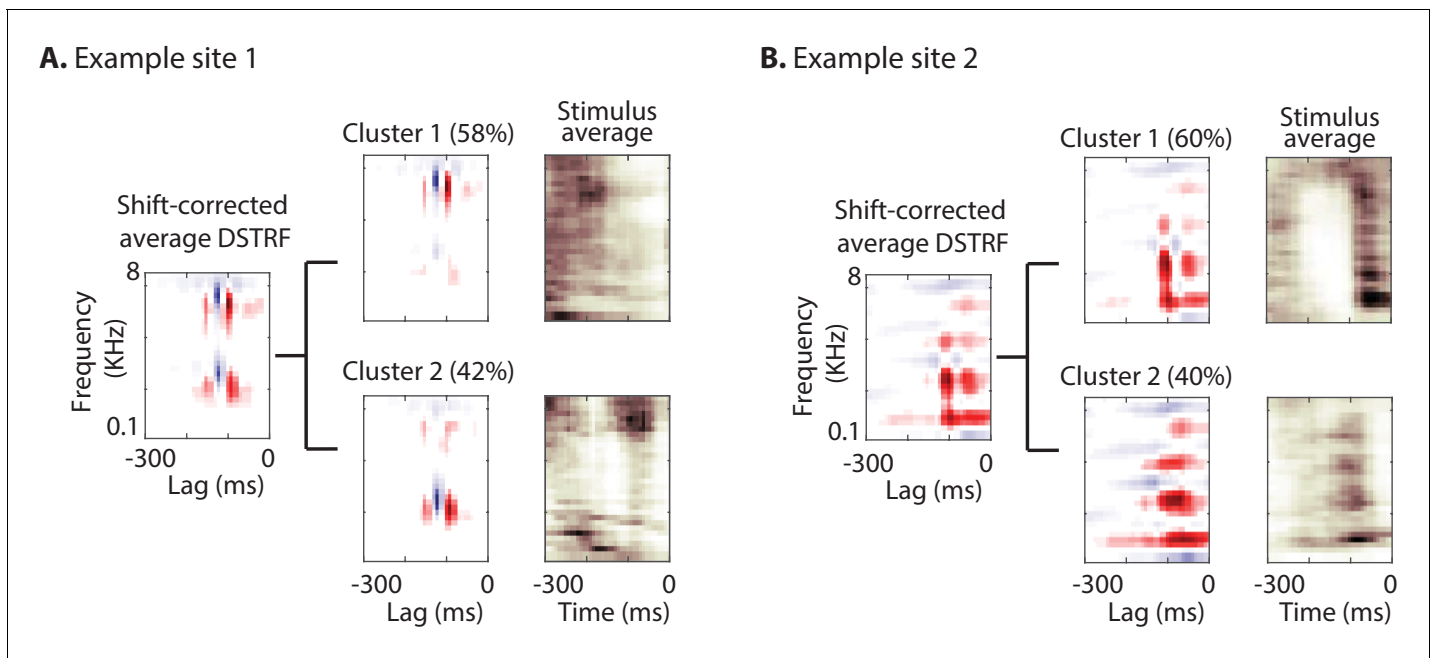 A. Example site 1
Cluster 1 (58%)
Stimulus
average
Shift-corrected
average DSTRF
8
Frequency
(KHz)
0.1
-300
0
Lag (ms)
Cluster 2 (42%)
-300
0
Lag (ms)
-300
0
Time (ms)
B. Example site 2
Cluster 1 (60%)
Stimulus
average
Shift-corrected
average DSTRF
8
Frequency
(KHz)
0.1
-300
0
Lag (ms)
Cluster 2 (40%)
-300
0
Lag (ms)
-300
0
Time (ms)